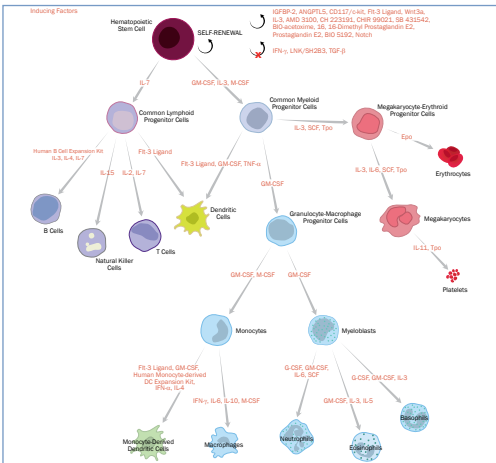 Inducing Factors
Hematopoietic
Stem Cell
SELF-RENEWAL
IGFBP-2, ANGPTL5, CD117/c-kit, Flt-3 Ligand, Wnt3a,
IL-3, AMD 3100, CH 223191, CHIR 99021, SB 431542,
BIO-acetoxime, 16, 16-Dimethyl Prostaglandin E2,
Prostaglandin E2, BIO 5192, Notch
IFN-γ, LNK/SH2B3, TGF-β
IL-7
GM-CSF, IL-3, M-CSF
Common Lymphoid
Progenitor Cells
Common Myeloid
Progenitor Cells
Megakaryocyte-Erythroid
Progenitor Cells
IL-3, SCF, Tpo
Epo
Erythrocytes
Human B Cell Expansion Kit
IL-3, IL-4, IL-7
IL-15
IL-2, IL-7
Flt-3 Ligand
Flt-3 Ligand, GM-CSF, TNF-α
GM-CSF
IL-3, IL-6, SCF, Tpo
B Cells
Natural Killer
Cells
T Cells
Dendritic
Cells
Granulocyte-Macrophage
Progenitor Cells
Megakaryocytes
IL-11, Tpo
Platelets
GM-CSF, M-CSF
GM-CSF
Monocytes
Myeloblasts
Flt-3 Ligand, GM-CSF,
Human Monocyte-derived
DC Expansion Kit,
IFN-α, IL-4
IFN-γ, IL-6, IL-10, M-CSF
G-CSF, GM-CSF,
IL-6, SCF
GM-CSF, IL-3, IL-5
G-CSF, GM-CSF, IL-3
Monocyte-Derived
Dendritic Cells
Macrophages
Neutrophils
Eosinophils
Basophils